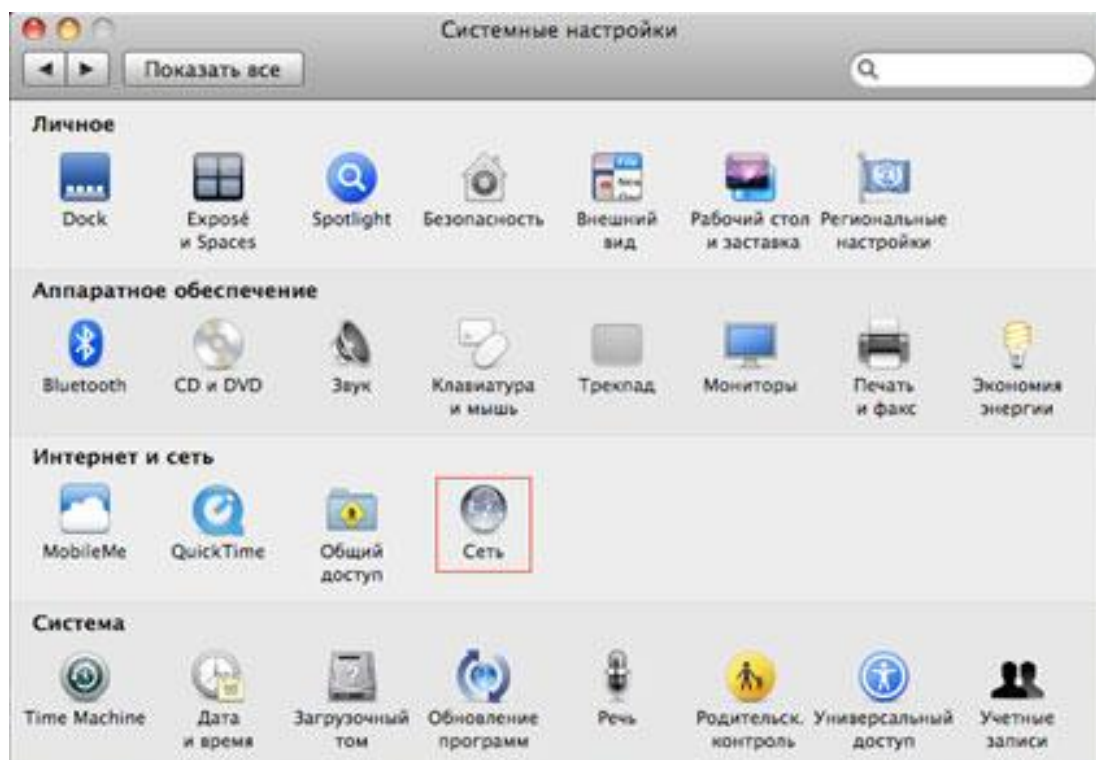 Системные настройки
Показать все
Личное
Dock
Exposé
и Spaces
Spotlight
Безопасность
Внешний
вид
Рабочий стол
и заставка
Региональные
настройки
Аппаратное обеспечение
Bluetooth
CD и DVD
Звук
Клавиатура
и мышь
Трекпад
Мониторы
Печать
и факс
Экономия
энергии
Интернет и сеть
MobileMe
QuickTime
Общий
доступ
Сеть
Система
Time Machine
Дата
и время
Загрузочный
том
Обновление
программ
Речь
Родительск.
контроль
Универсальный
доступ
Учетные
записи